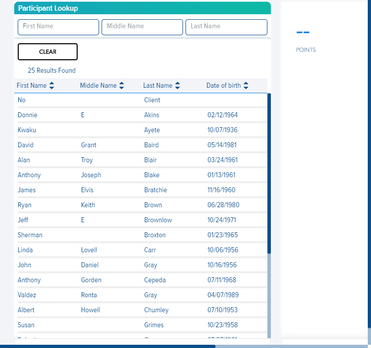 Participant Lookup
First Name Middle Name Last Name
CLEAR
25 Results Found
First Name Middle Name Last Name Date of birth
No Client
Donnie E Akins 02/12/1964
Kwaku Ayete 10/07/1936
David Grant Baird 05/14/1981
Alan Troy Blair 03/24/1961
Anthony Joseph Blake 01/13/1961
James Elvis Bratchie 11/16/1960
Ryan Keith Brown 06/28/1980
Jeff E Brownlow 10/24/1971
Sherman Broxton 01/23/1965
Linda Lovell Carr 10/06/1956
John Daniel Gray 10/16/1956
Anthony Gorden Cepeda 07/11/1968
Valdez Ronta Gray 04/07/1989
Albert Howell Chumley 07/10/1953
Susan Grimes 10/23/1958
--
POINTS